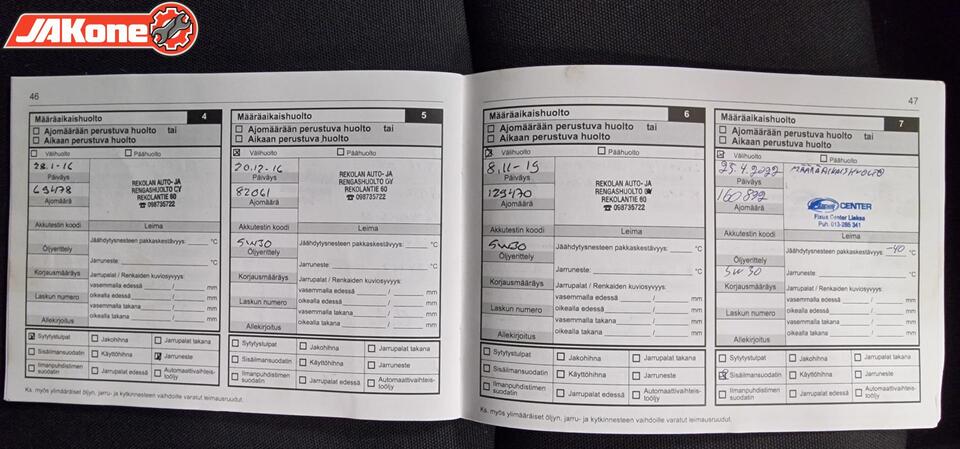 JAKone
46
Määräaikaishuolto 4
Ajomäärään perustuva huolto tai
Aikaan perustuva huolto
Välihuolto Päähuolto
28.1-16
Päiväys
69478
Ajomäärä
REKOLAN AUTO- JA
RENGASHUOLTO OY
REKOLANTIE 60
☎ 098735722
Akkutestin koodi Leima
Öljyerittely
Jäähdytysnesteen pakkaskestävyys: °C
Jarruneste: °C
Korjausmääräys
Jarrupalat / Renkaiden kuviosyvyys:
vasemmalla edessä / mm
Laskun numero
oikealla edessä / mm
vasemmalla takana / mm
Allekirjoitus
oikealla takana / mm
Sytytystulpat Jakohihna Jarrupalat takana
Sisäilmansuodatin Käyttöhihna Jarruneste
Ilmanpuhdistimen suodatin Jarrupalat edessä Automaattivaihteistoöljy
Ks. myös ylimääräiset öljyn, jarru- ja kytkinnesteen vaihdoille varatut leimausruudut.
Määräaikaishuolto 5
Ajomäärään perustuva huolto tai
Aikaan perustuva huolto
Välihuolto Päähuolto
20.12-16
Päiväys
82061
Ajomäärä
REKOLAN AUTO- JA
RENGASHUOLTO OY
REKOLANTIE 60
☎ 098735722
Akkutestin koodi Leima
5W30
Öljyerittely
Jäähdytysnesteen pakkaskestävyys: °C
Jarruneste: °C
Korjausmääräys
Jarrupalat / Renkaiden kuviosyvyys:
vasemmalla edessä / mm
Laskun numero
oikealla edessä / mm
vasemmalla takana / mm
Allekirjoitus
oikealla takana / mm
Sytytystulpat Jakohihna Jarrupalat takana
Sisäilmansuodatin Käyttöhihna Jarruneste
Ilmanpuhdistimen suodatin Jarrupalat edessä Automaattivaihteis-
tööljy
Määräaikaishuolto 6
Ajomäärään perustuva huolto tai
Aikaan perustuva huolto
Välihuolto Päähuolto
8.11-19
Päiväys
129470
Ajomäärä
REKOLAN AUTO- JA
RENGASHUOLTO OY
REKOLANTIE 60
☎ 098735722
Akkutestin koodi Leima
5W30
Öljyerittely
Jäähdytysnesteen pakkaskestävyys: °C
Jarruneste: °C
Korjausmääräys
Jarrupalat / Renkaiden kuviosyvyys:
vasemmalla edessä / mm
Laskun numero
oikealla edessä / mm
vasemmalla takana / mm
Allekirjoitus
oikealla takana / mm
Sytytystulpat Jakohihna Jarrupalat takana
Sisäilmansuodatin Käyttöhihna Jarruneste
Ilmanpuhdistimen
suodatin Jarrupalat edessä Automaattivaihteis-
tööljy
Ks. myös ylimääräiset öljyn, jarru- ja kytkinnesteen vaihdoille varatut leimausruudut.
47
Määräaikaishuolto 7
Ajomäärään perustuva huolto tai
Aikaan perustuva huolto
Välihuolto Päähuolto
25.4.2022 MÄÄRÄAIKAISHUOLTO
Päiväys
160872
Ajomäärä
CENTER
Fixus Center Lieksa
Puh. 013-286 341
Akkutestin koodi Leima
Öljyerittely
5W30
Jäähdytysnesteen pakkaskestävyys: -40 °C
Jarruneste: °C
Korjausmääräys
Jarrupalat / Renkaiden kuviosyvyys:
vasemmalla edessä / mm
Laskun numero
oikealla edessä / mm
vasemmalla takana / mm
Allekirjoitus
oikealla takana / mm
Sytytystulpat Jakohihna Jarrupalat takana
Sisäilmansuodatin Käyttöhihna Jarruneste
Ilmanpuhdistimen
suodatin Jarrupalat edessä Automaattivaihteis-
tööljy